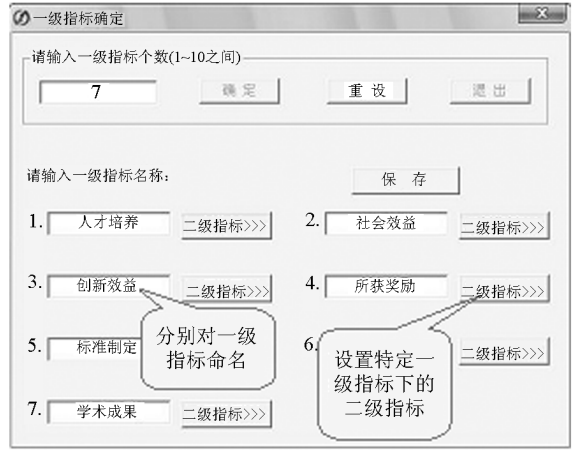 一级指标确定
请输入一级指标个数(1~10之间)
7 确定 重设 退出
请输入一级指标名称: 保存
1. 人才培养 二级指标>>> 2. 社会效益 二级指标>>>
3. 创新效益 二级指标>>> 4. 所获奖励 二级指标>>>
5. 标准制定 6. 二级指标>>>
分别对一级
指标命名
设置特定一
级指标下的
二级指标
7. 学术成果 二级指标>>>